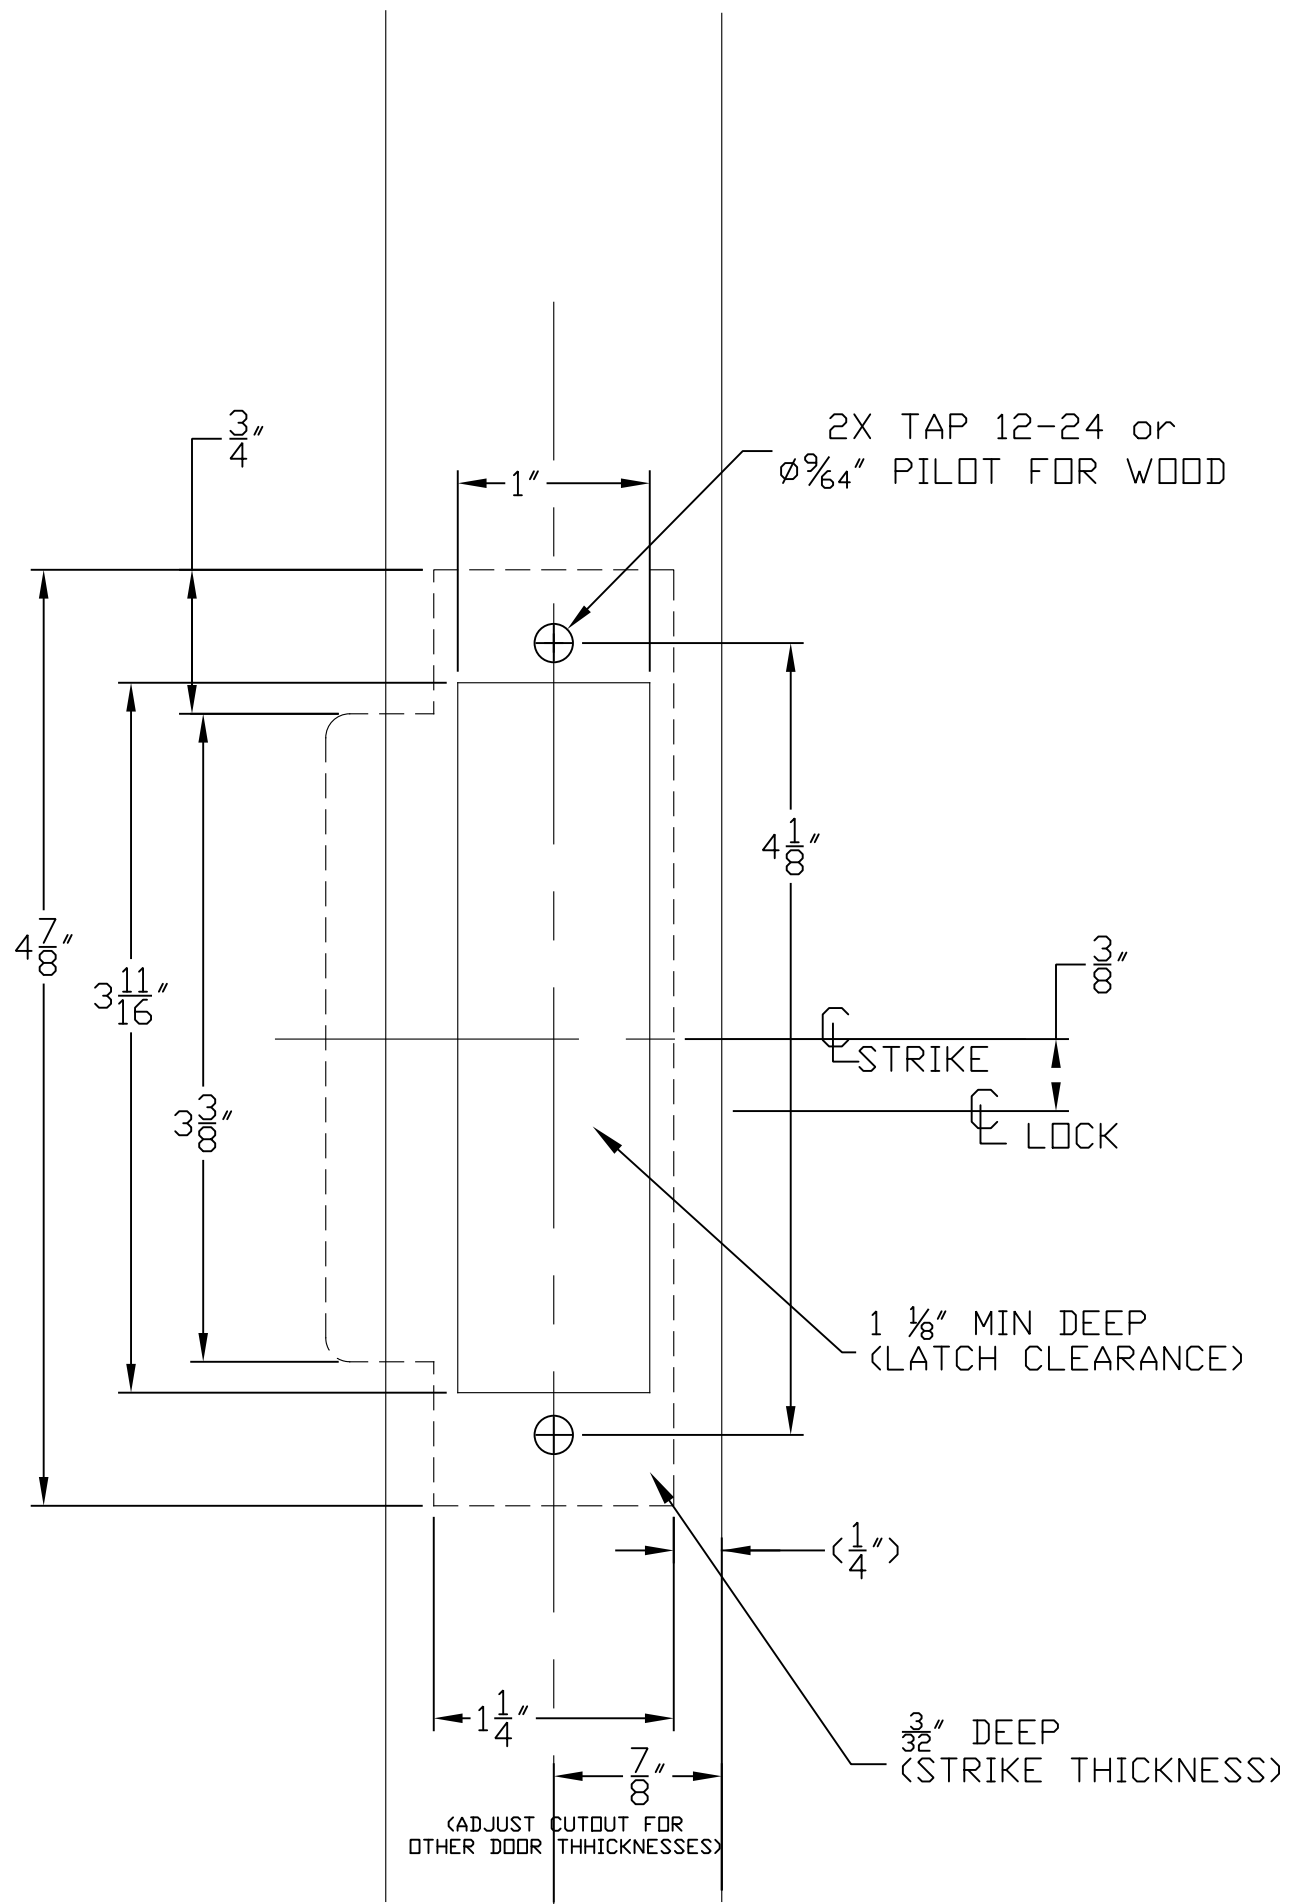 3/4"
2X TAP 12-24 or
ø9/64" PILOT FOR WOOD
1"
4 1/8"
4 7/8"
3 11/16"
3/8"
℄ STRIKE
3 3/8"
℄ LOCK
1 1/8" MIN DEEP
(LATCH CLEARANCE)
(1/4")
1 1/4"
3/32" DEEP
(STRIKE THICKNESS)
7/8"
(ADJUST CUTOUT FOR
OTHER DOOR THHICKNESSES)